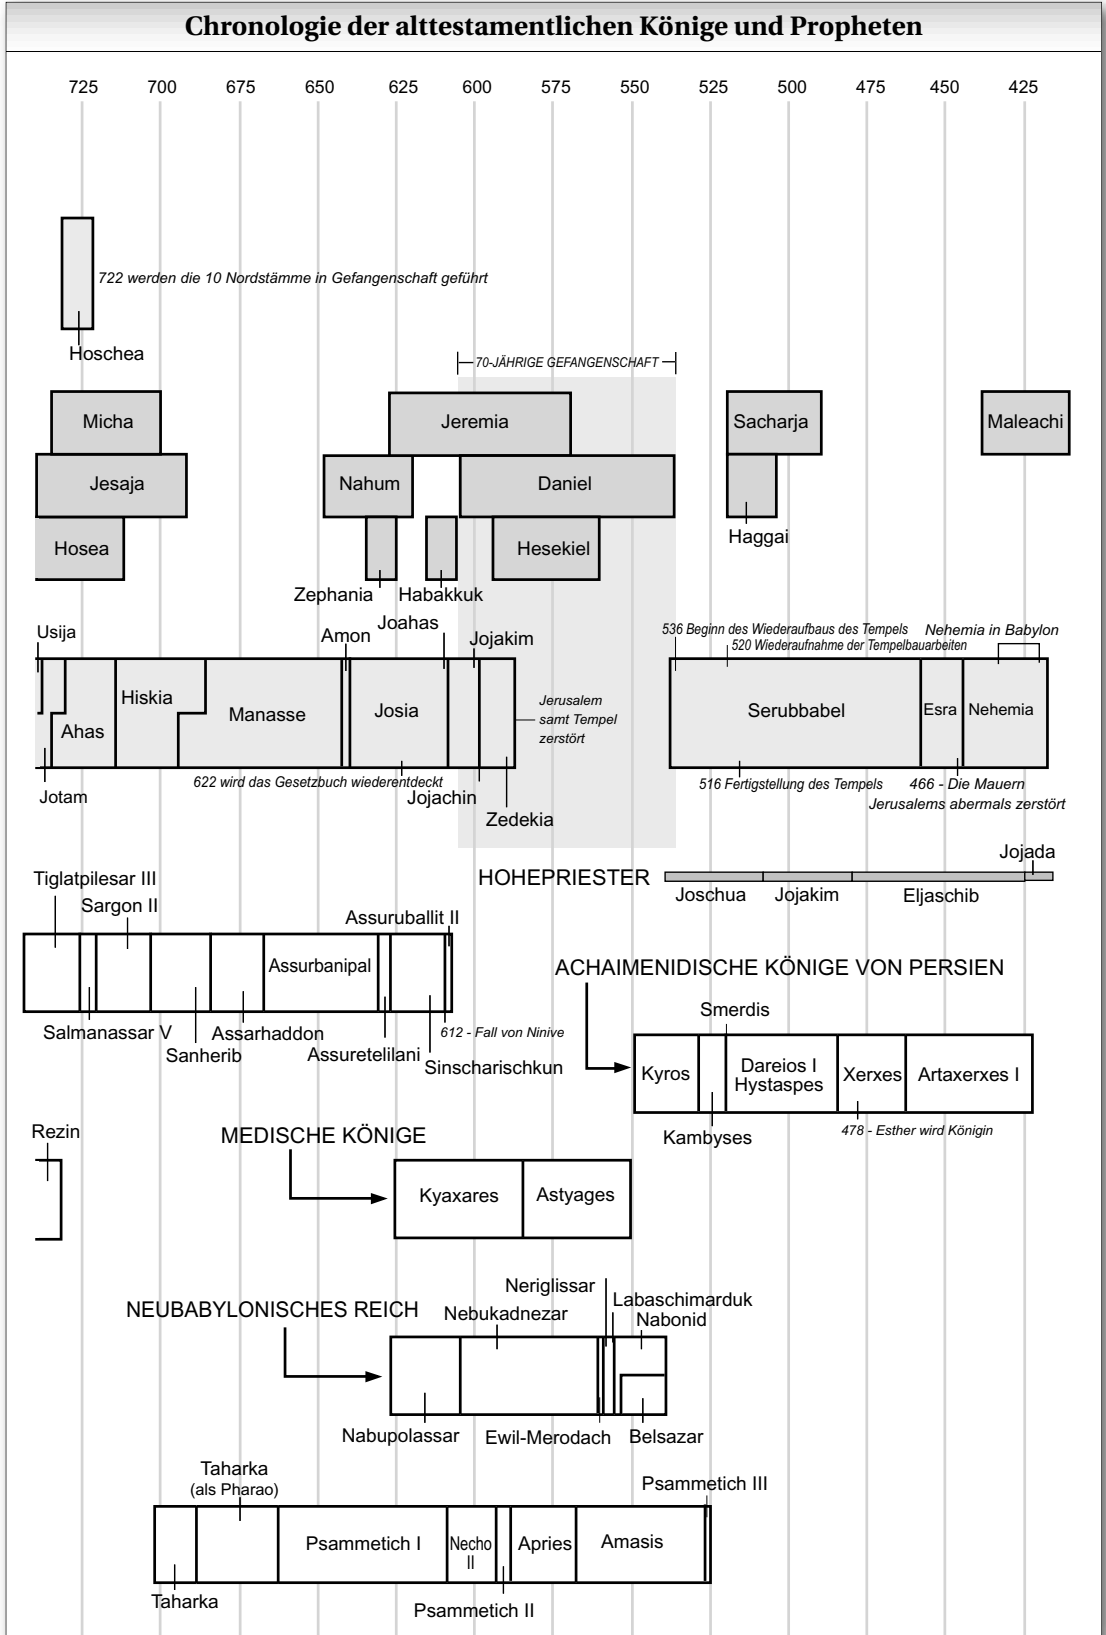 Chronologie der alttestamentlichen Könige und Propheten
725 700 675 650 625 600 575 550 525 500 475 450 425
722 werden die 10 Nordstämme in Gefangenschaft geführt
Hoschea
70-JÄHRIGE GEFANGENSCHAFT
Micha
Jeremia
Sacharja
Maleachi
Jesaja
Nahum
Daniel
Haggai
Hosea
Hesekiel
Zephania
Habakkuk
Usija
Amon
Joahas
Jojakim
536 Beginn des Wiederaufbaus des Tempels
520 Wiederaufnahme der Tempelbauarbeiten
Nehemia in Babylon
Ahas
Hiskia
Manasse
Josia
Jerusalem
samt Tempel
zerstört
Serubbabel
Esra
Nehemia
Jotam
622 wird das Gesetzbuch wiederentdeckt
Jojachin
Zedekia
516 Fertigstellung des Tempels
466 - Die Mauern
Jerusalems abermals zerstört
HOHEPRIESTER
Joschua
Jojakim
Eljaschib
Jojada
Tiglatpilesar III
Sargon II
Assuruballit II
Assurbanipal
Salmanassar V
Sanherib
Assarhaddon
Assuretelilani
612 - Fall von Ninive
Sinscharischkun
ACHAIMENIDISCHE KÖNIGE VON PERSIEN
Smerdis
Kyros
Dareios I
Hystaspes
Xerxes
Artaxerxes I
Kambyses
478 - Esther wird Königin
Rezin
MEDISCHE KÖNIGE
Kyaxares
Astyages
NEUBABYLONISCHES REICH
Neriglissar
Nebukadnezar
Labaschimarduk
Nabonid
Nabupolassar
Ewil-Merodach
Belsazar
Taharka
(als Pharao)
Psammetich III
Psammetich I
Necho
II
Apries
Amasis
Taharka
Psammetich II